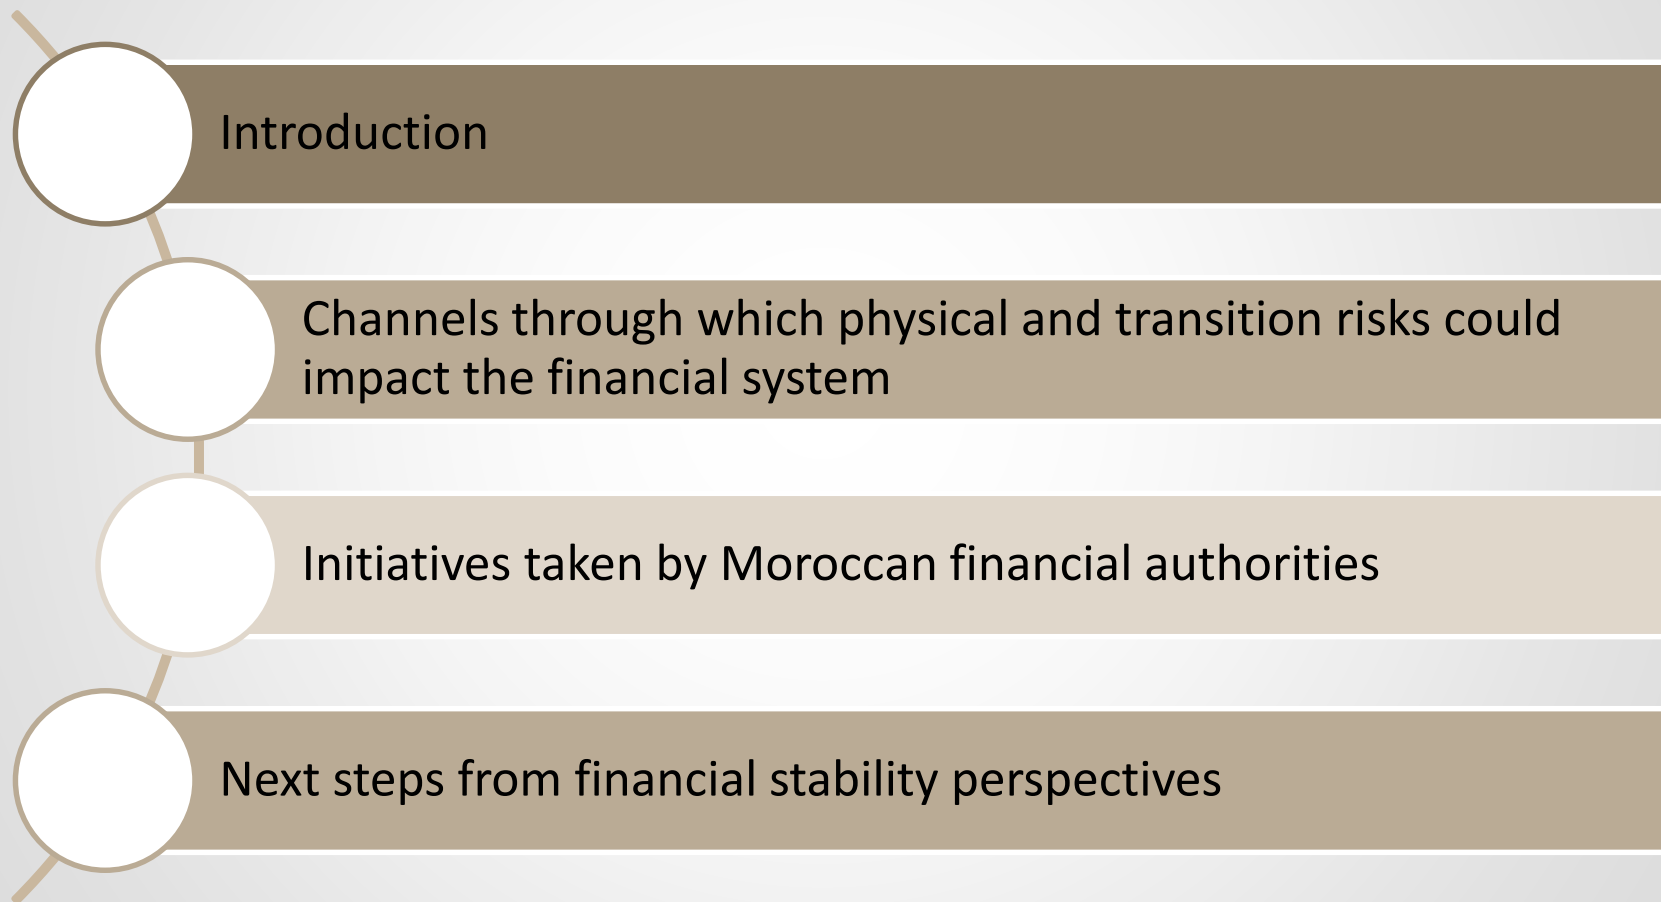 Introduction
Channels through which physical and transition risks could
impact the financial system
Initiatives taken by Moroccan financial authorities
Next steps from financial stability perspectives